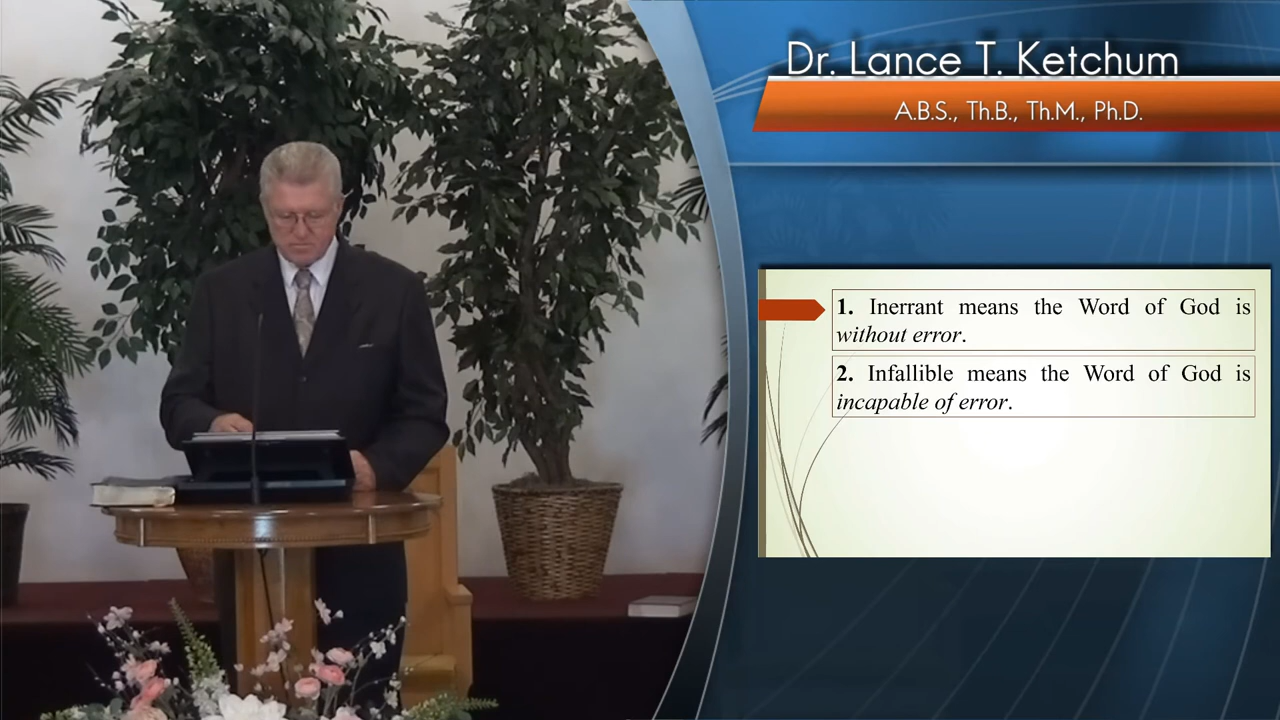 Dr. Lance T. Ketchum
A.B.S., Th.B., Th.M., Ph.D.
1. Inerrant means the Word of God is
without error.
2. Infallible means the Word of God is
incapable of error.